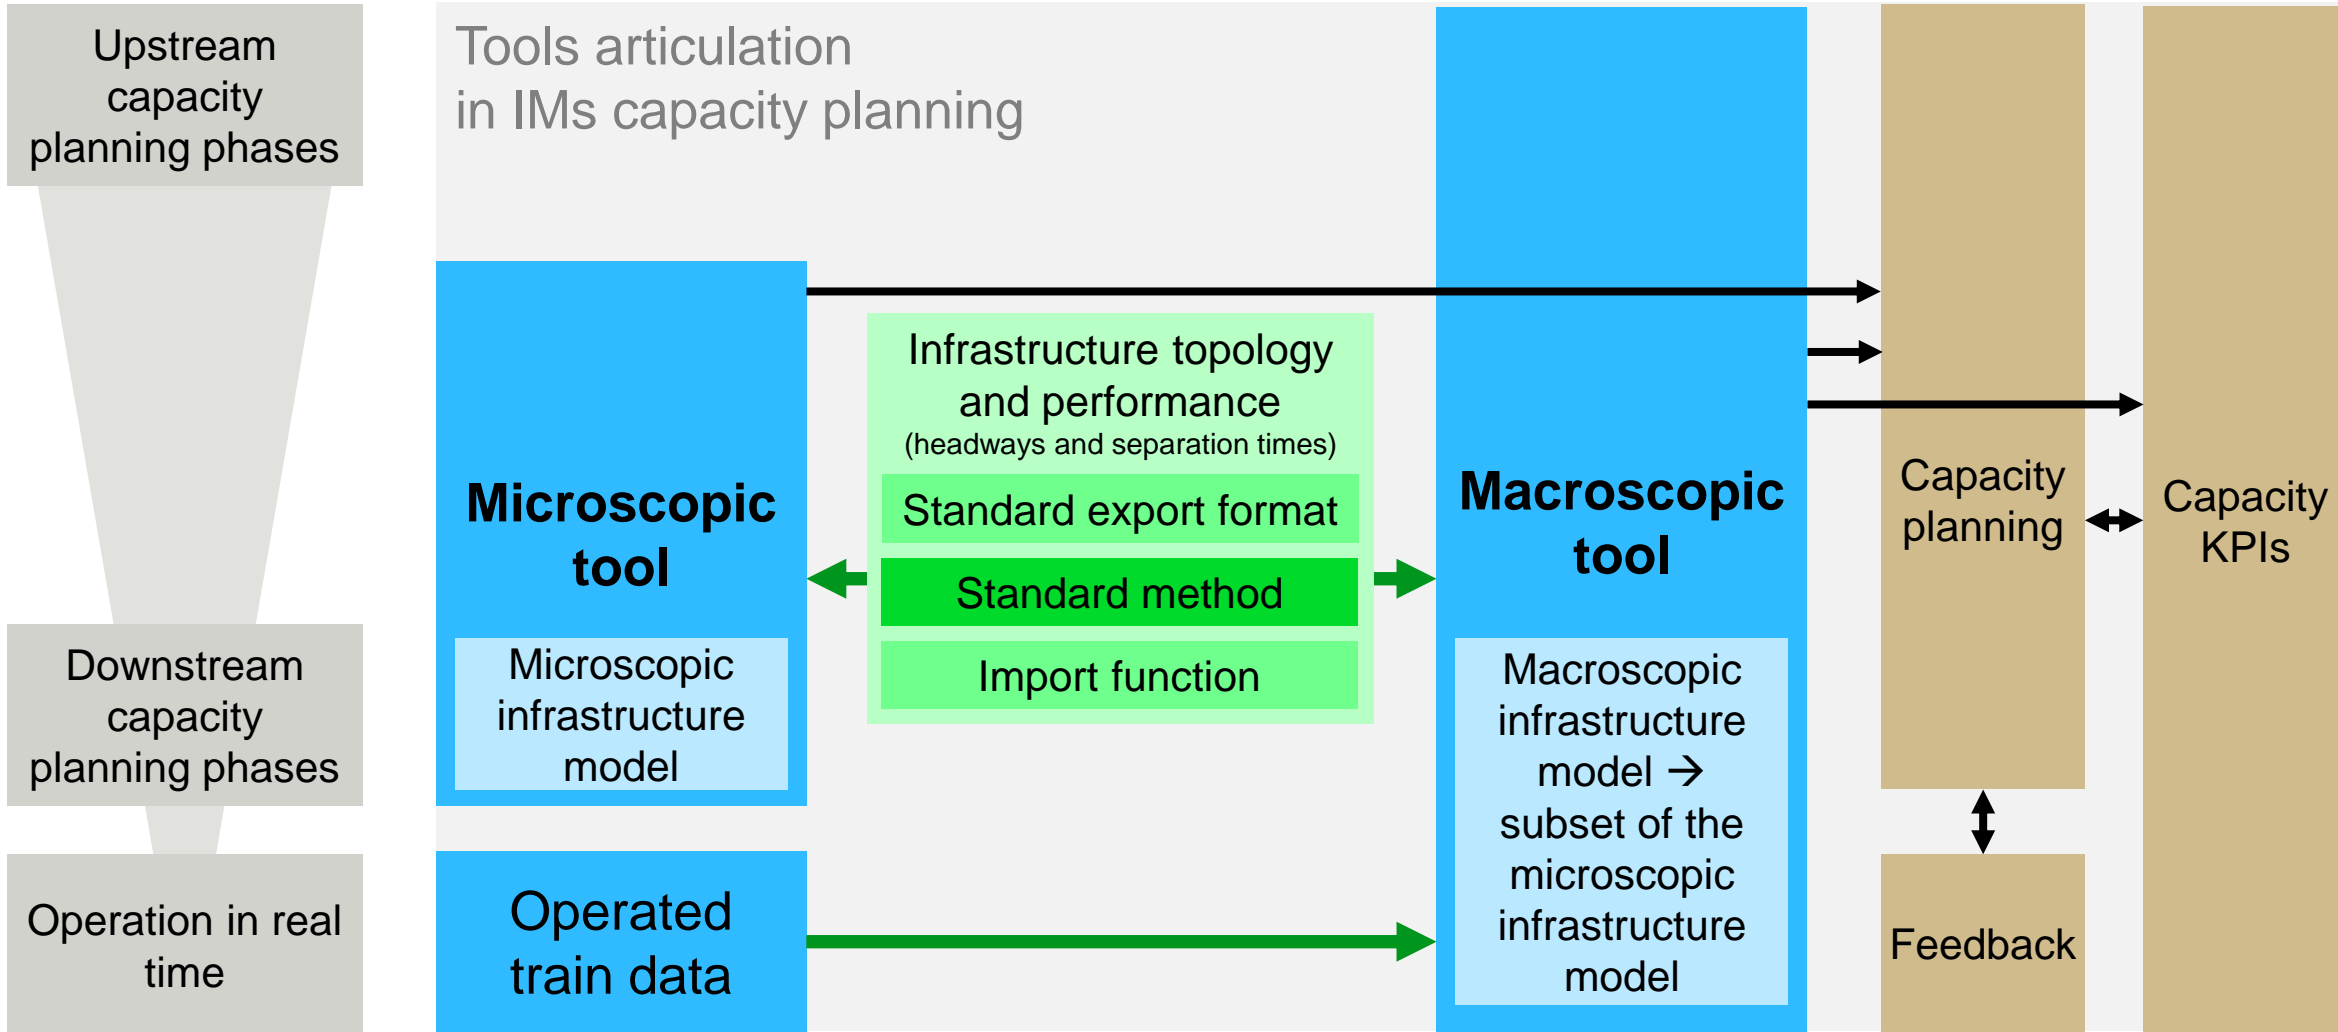 Upstream
capacity
planning phases
Tools articulation
in IMs capacity planning
Infrastructure topology
and performance
(headways and separation times)
Standard export format
Standard method
Import function
Microscopic
tool
Microscopic
infrastructure
model
Macroscopic
tool
Macroscopic
infrastructure
model →
subset of the
microscopic
infrastructure
model
Capacity
planning
Capacity
KPIs
Downstream
capacity
planning phases
Operation in real
time
Operated
train data
Feedback